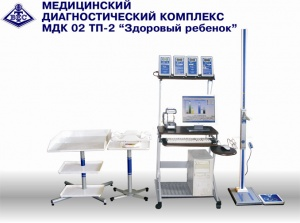 МЕДИЦИНСКИЙ
ДИАГНОСТИЧЕСКИЙ КОМПЛЕКС
МДК 02 ТП-2 “Здоровый ребенок”